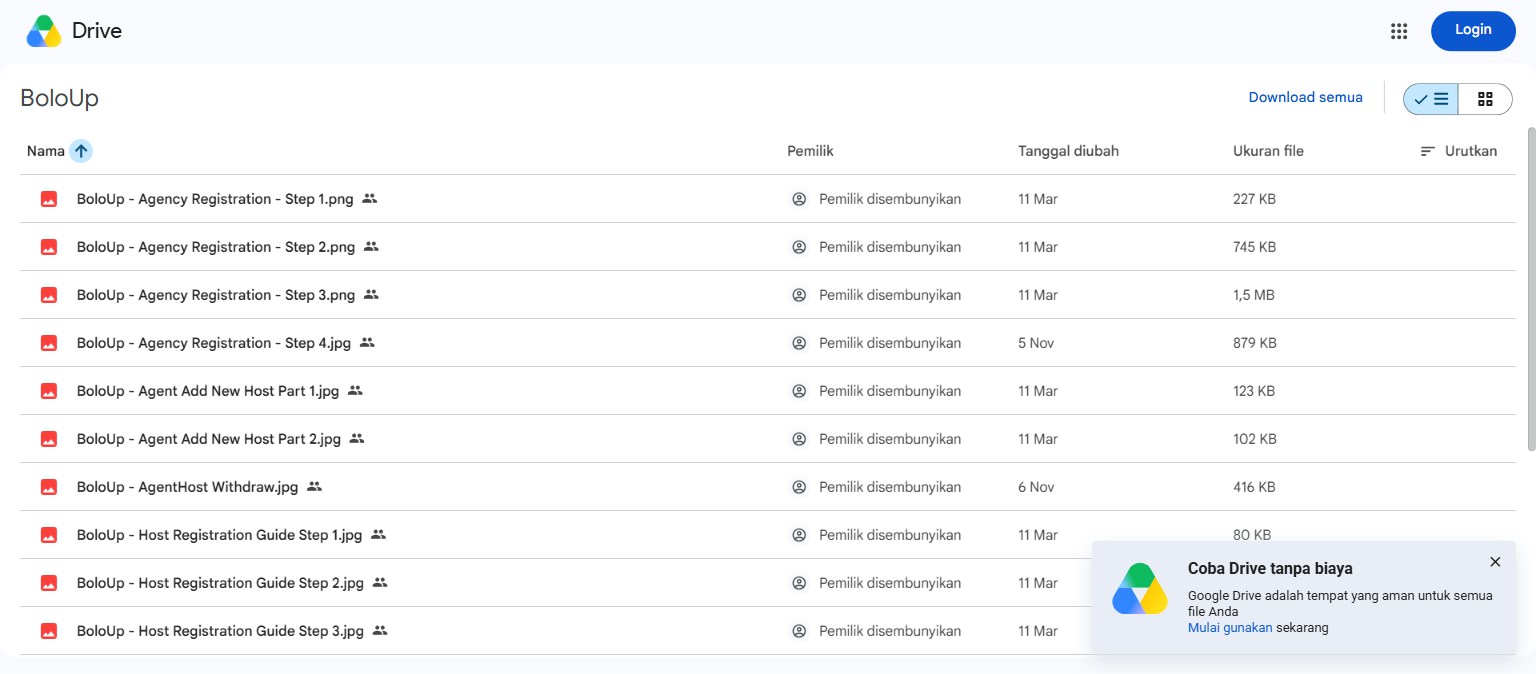 Drive
Login
BoloUp
Download semua
Nama Pemilik Tanggal diubah Ukuran file Urutkan
BoloUp - Agency Registration - Step 1.png Pemilik disembunyikan 11 Mar 227 KB
BoloUp - Agency Registration - Step 2.png Pemilik disembunyikan 11 Mar 745 KB
BoloUp - Agency Registration - Step 3.png Pemilik disembunyikan 11 Mar 1,5 MB
BoloUp - Agency Registration - Step 4.jpg Pemilik disembunyikan 5 Nov 879 KB
BoloUp - Agent Add New Host Part 1.jpg Pemilik disembunyikan 11 Mar 123 KB
BoloUp - Agent Add New Host Part 2.jpg Pemilik disembunyikan 11 Mar 102 KB
BoloUp - AgentHost Withdraw.jpg Pemilik disembunyikan 6 Nov 416 KB
BoloUp - Host Registration Guide Step 1.jpg Pemilik disembunyikan 11 Mar 80 KB
BoloUp - Host Registration Guide Step 2.jpg Pemilik disembunyikan 11 Mar
BoloUp - Host Registration Guide Step 3.jpg Pemilik disembunyikan 11 Mar
Coba Drive tanpa biaya
Google Drive adalah tempat yang aman untuk semua
file Anda
Mulai gunakan sekarang